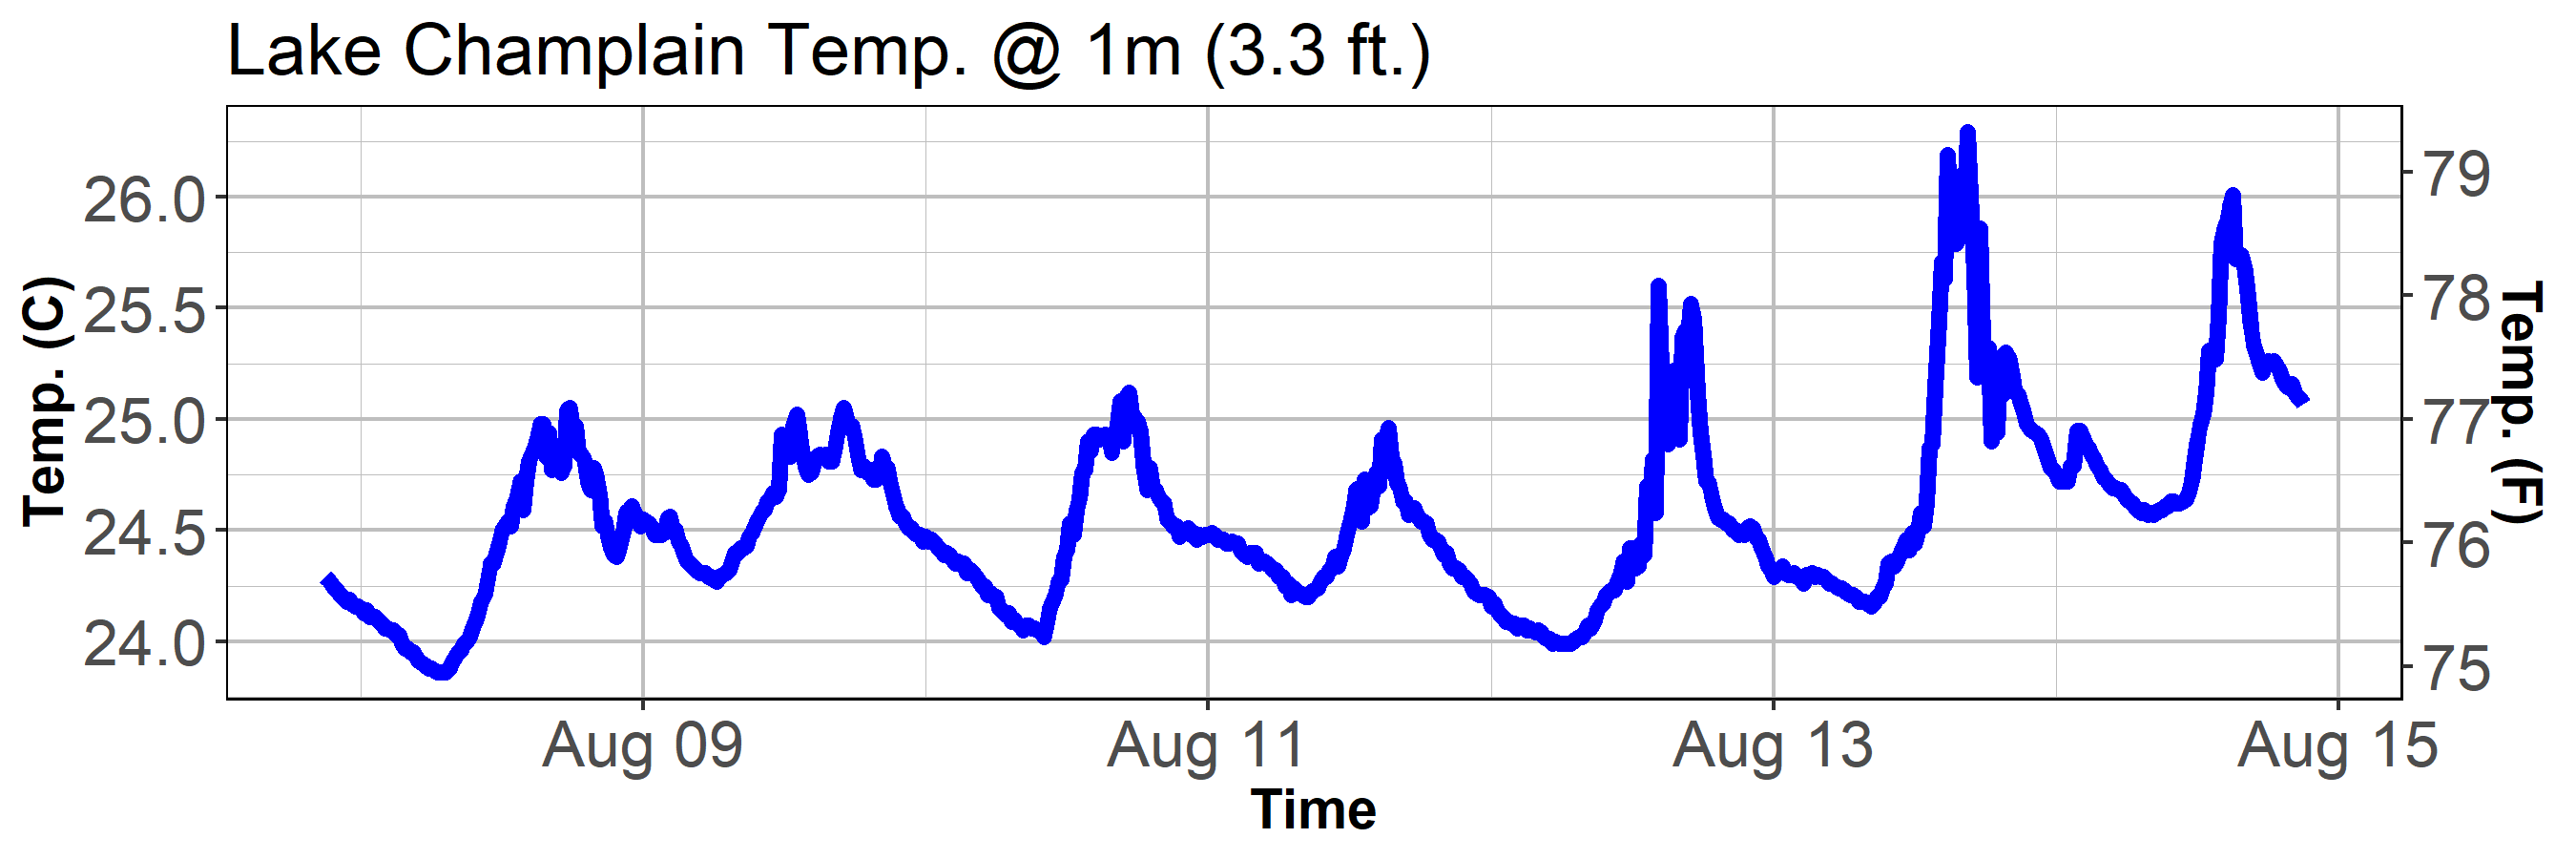 Lake Champlain Temp. @ 1m (3.3 ft.)
Temp. (C)
26.0
25.5
25.0
24.5
24.0
79
78
77
76
75
Temp. (F)
Aug 09
Aug 11
Aug 13
Aug 15
Time